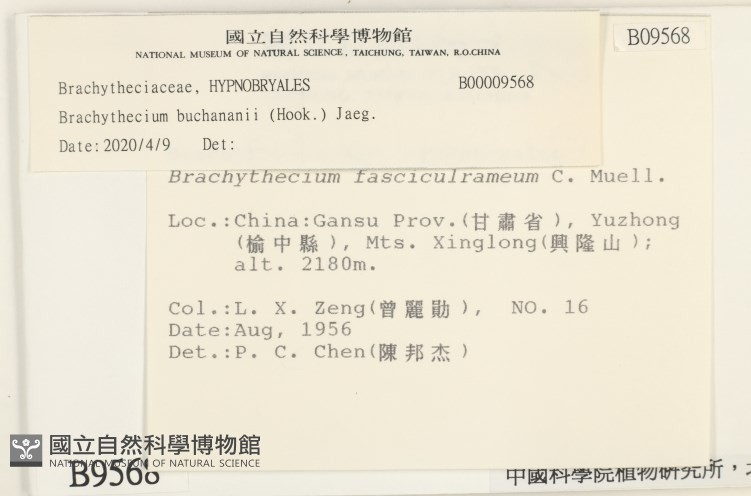 國立自然科學博物館
NATIONAL MUSEUM OF NATURAL SCIENCE, TAICHUNG, TAIWAN, R.O.CHINA
Brachytheciaceae, HYPNOBRYALES B00009568
Brachythecium buchananii (Hook.) Jaeg.
Date:2020/4/9 Det:
B09568
Brachythecium fasciculrameum C. Muell.
Loc.:China:Gansu Prov.(甘肅省), Yuzhong
(榆中縣), Mts. Xinglong(興隆山);
alt. 2180m.
Col.:L. X. Zeng(曾麗勛), NO. 16
Date:Aug, 1956
Det.:P. C. Chen(陳邦杰)
國立自然科學博物館
NATIONAL MUSEUM OF NATURAL SCIENCE
B9568
中國科學院植物研究所，